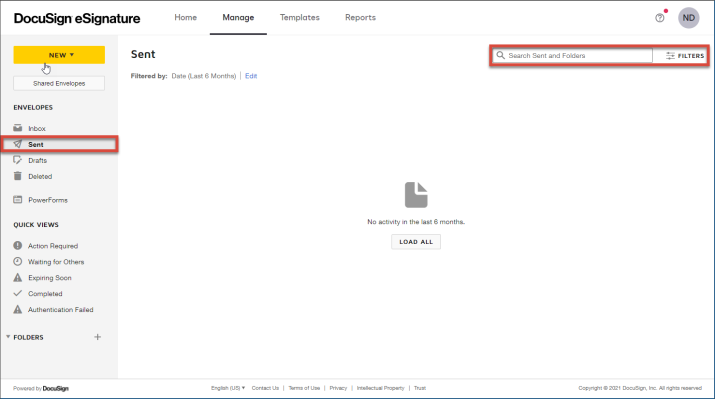 DocuSign eSignature Home Manage Templates Reports ND
NEW
Shared Envelopes
ENVELOPES
Inbox
Sent
Drafts
Deleted
PowerForms
QUICK VIEWS
Action Required
Waiting for Others
Expiring Soon
Completed
Authentication Failed
FOLDERS
Sent
Search Sent and Folders FILTERS
Filtered by: Date (Last 6 Months) Edit
No activity in the last 6 months.
LOAD ALL
Powered by DocuSign English (US) Contact Us Terms of Use Privacy Intellectual Property Trust Copyright © 2021 DocuSign, Inc. All rights reserved